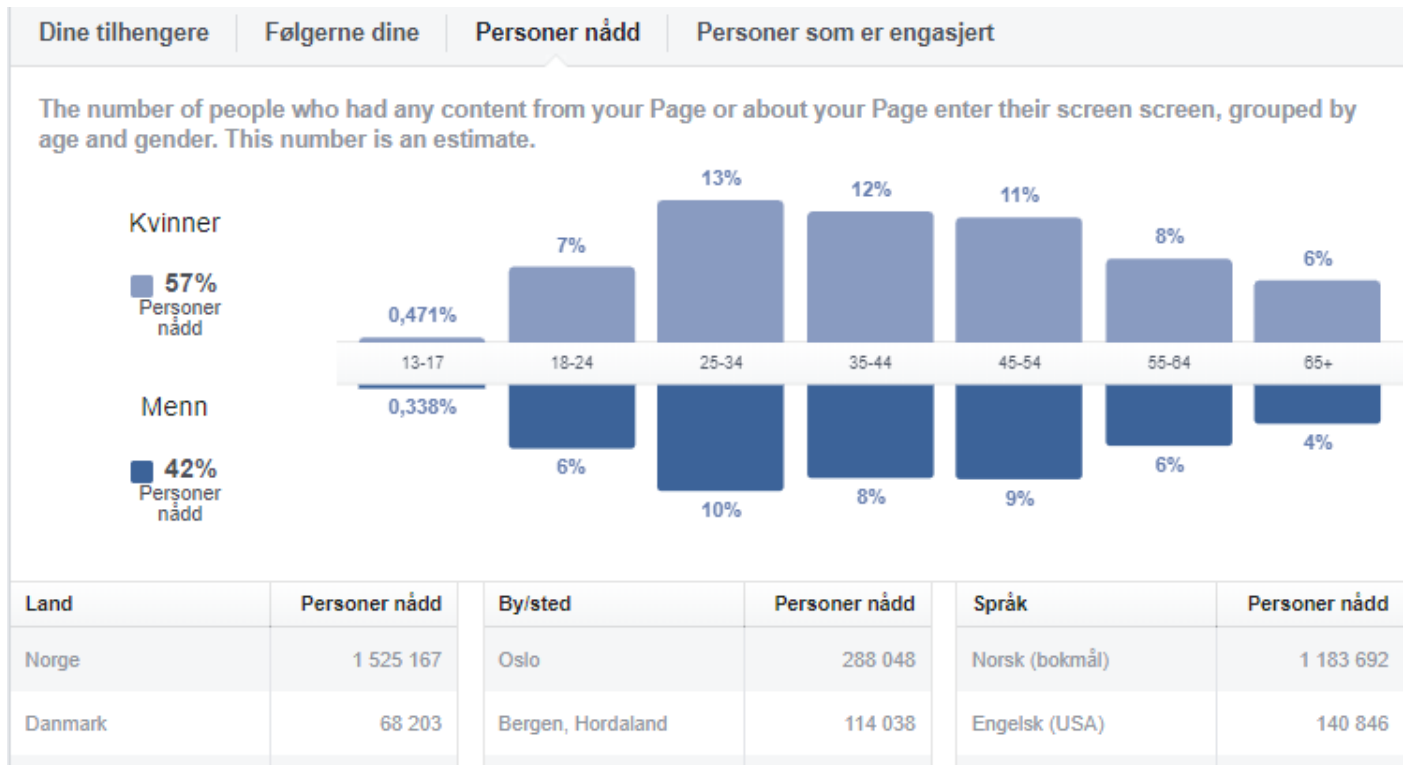 Dine tilhengere Følgerne dine Personer nådd Personer som er engasjert
The number of people who had any content from your Page or about your Page enter their screen screen, grouped by
age and gender. This number is an estimate.
Kvinner
57%
Personer
nådd
13%
12%
11%
7%
8%
6%
0,471%
13-17 18-24 25-34 35-44 45-54 55-64 65+
Menn
42%
Personer
nådd
0,338%
6%
10%
8%
9%
6%
4%
Land Personer nådd By/sted Personer nådd Språk Personer nådd
Norge 1 525 167 Oslo 288 048 Norsk (bokmål) 1 183 692
Danmark 68 203 Bergen, Hordaland 114 038 Engelsk (USA) 140 846